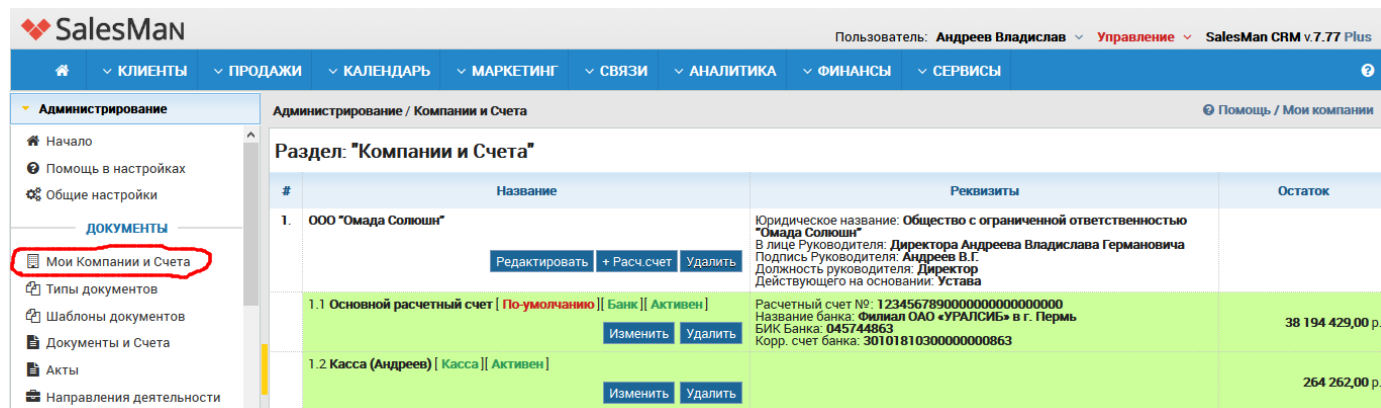 SalesMaN
Пользователь: Андреев Владислав Управление SalesMan CRM v.7.77 Plus
КЛИЕНТЫ ПРОДАЖИ КАЛЕНДАРЬ МАРКЕТИНГ СВЯЗИ АНАЛИТИКА ФИНАНСЫ СЕРВИСЫ
Администрирование
Начало
Помощь в настройках
Общие настройки
ДОКУМЕНТЫ
Мои Компании и Счета
Типы документов
Шаблоны документов
Документы и Счета
Акты
Направления деятельности
Администрирование / Компании и Счета
Помощь / Мои компании
Раздел: "Компании и Счета"
# Название Реквизиты Остаток
1. ООО "Омада Солюшн"
Редактировать + Расч.счет Удалить
Юридическое название: Общество с ограниченной ответственностью
"Омада Солюшн"
В лице Руководителя: Директора Андреева Владислава Германовича
Подпись Руководителя: Андреев В.Г.
Должность руководителя: Директор
Действующего на основании: Устава
1.1 Основной расчетный счет [ По-умолчанию ][ Банк ][ Активен ]
Изменить Удалить
Расчетный счет №: 1234567890000000000000000
Название банка: Филиал ОАО «УРАЛСИБ» в г. Пермь
БИК Банка: 045744863
Корр. счет банка: 30101810300000000863
38 194 429,00 р.
1.2 Касса (Андреев) [ Касса ][ Активен ]
Изменить Удалить
264 262,00 р.